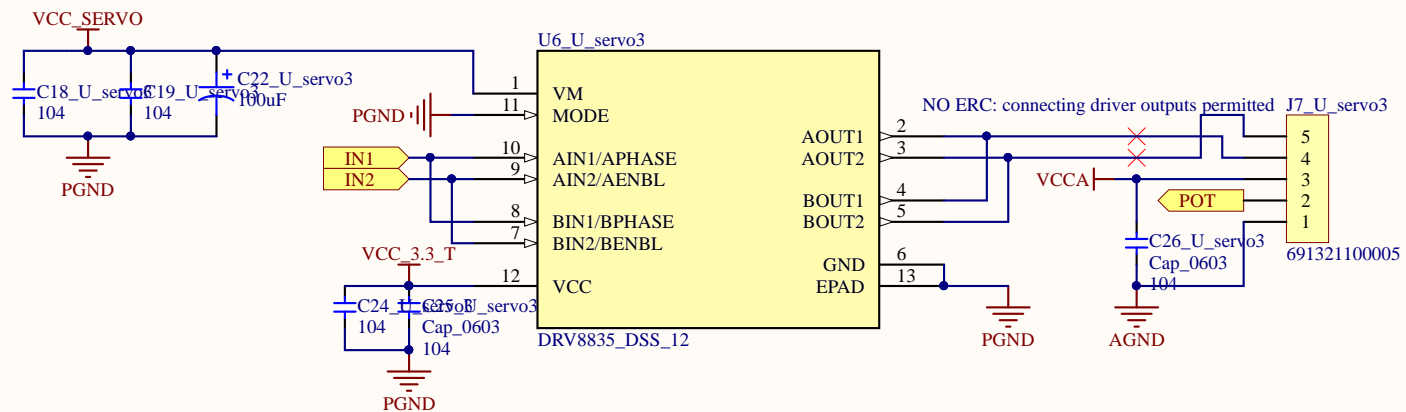 VCC_SERVO
U6_U_servo3
C18_U_servo3
104
C19_U_servo3
104
C22_U_servo3
100uF
PGND
1
VM
PGND
11
MODE
IN1
10
AIN1/APHASE
IN2
9
AIN2/AENBL
8
BIN1/BPHASE
7
BIN2/BENBL
VCC_3.3_T
12
VCC
C24_U_servo3
104
C25_U_servo3
Cap_0603
104
PGND
DRV8835_DSS_12
AOUT1
2
AOUT2
3
BOUT1
4
BOUT2
5
GND
6
EPAD
13
PGND
NO ERC: connecting driver outputs permitted
J7_U_servo3
5
4
VCCA
3
POT
2
1
C26_U_servo3
Cap_0603
104
691321100005
AGND